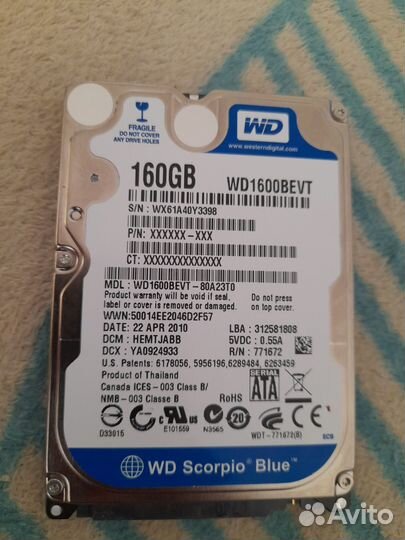 FRAGILE
DO NOT COVER
ANY DRIVE HOLES
WD
www.westerndigital.com
160GB WD1600BEVT
S/N: WX61A40Y3398
P/N: XXXXXX-XXX
CT: XXXXXXXXXXXXXX
MDL: WD1600BEVT-80A23T0
Product warranty will be void if seal,
label or cover is removed or damaged.
Do not press
on top cover.
WWN:50014EE2046D2F57
DATE: 22 APR 2010 LBA: 312581808
DCM: HEMTJABB 5VDC: 0.55A
DCX: YA0924933 R/N: 771672
U.S. Patents: 6178056, 5956196,6289484, 6263459
Product of Thailand
Canada ICES-003 Class B/
NMB-003 Classe B
RoHS
SERIAL
ATA
20
D33015 E101559 N3565 WDT-771672(B)
WD Scorpio Blue™
Avito